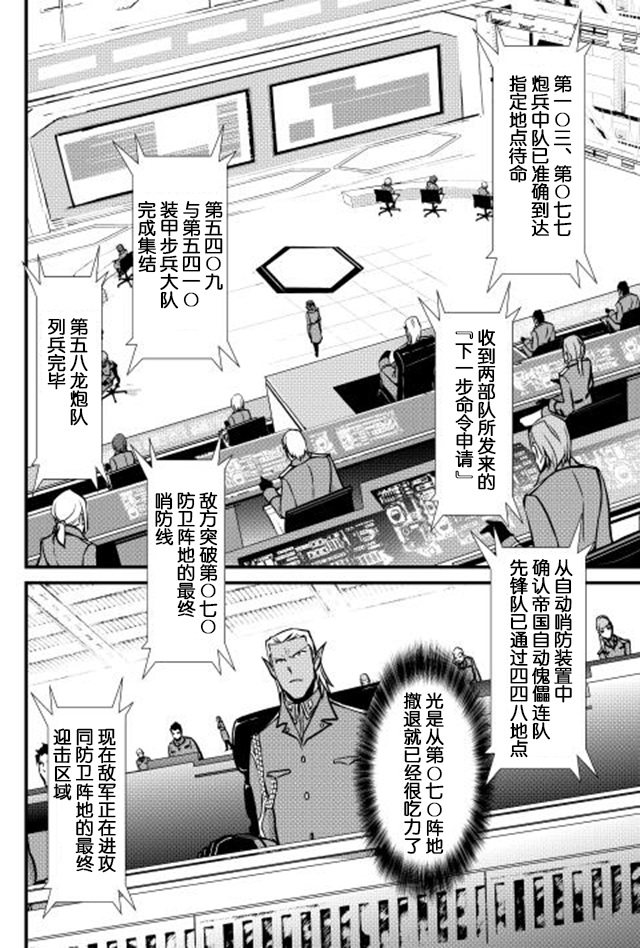 第一〇三、第〇七七
炮兵中队已准确到达
指定地点待命
第五四〇九
与第五四一〇
装甲步兵大队
完成集结
收到两部队所发来的
『下一步命令申请』
第五八龙炮队
列兵完毕
敌方突破第〇七〇
防卫阵地的最终
哨防线
从自动哨防装置中
确认帝国自动傀儡连队
先锋队已通过四四八地点
光是从第〇七〇阵地
撤退就已经很吃力了
现在敌军正在进攻
同防卫阵地的最终
迎击区域